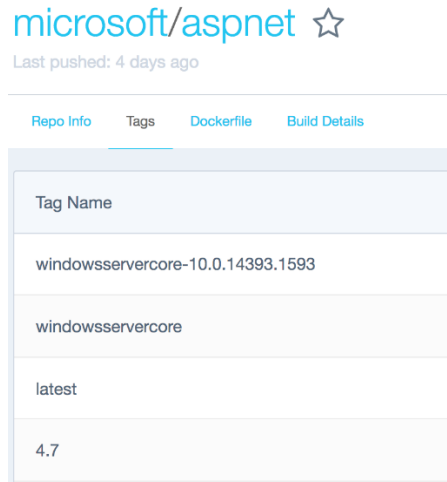 microsoft/aspnet
Last pushed: 4 days ago
Repo Info Tags Dockerfile Build Details
Tag Name
windowsservercore-10.0.14393.1593
windowsservercore
latest
4.7